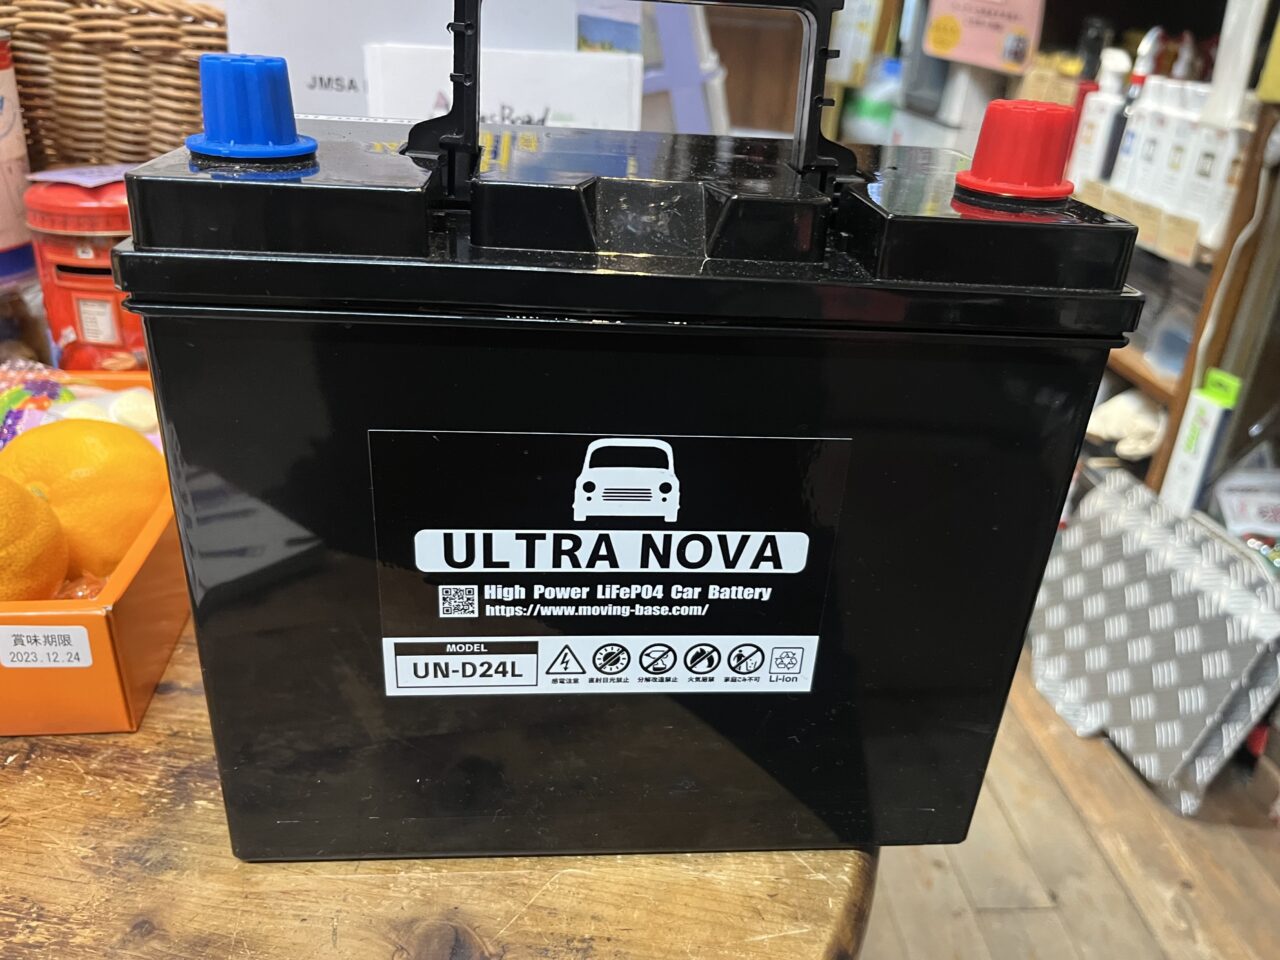 JMSA
Road
ULTRA NOVA
High Power LiFePO4 Car Battery
https://www.moving-base.com/
MODEL
UN-D24L
感電注意
直射日光禁止
分解改造禁止
火気厳禁
家庭ごみ不可
Li-ion
賞味期限
2023.12.24